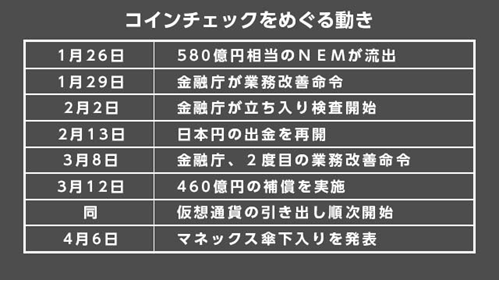 コインチェックをめぐる動き
1月26日 580億円相当のＮＥＭが流出
1月29日 金融庁が業務改善命令
2月2日 金融庁が立ち入り検査開始
2月13日 日本円の出金を再開
3月8日 金融庁、２度目の業務改善命令
3月12日 460億円の補償を実施
同 仮想通貨の引き出し順次開始
4月6日 マネックス傘下入りを発表